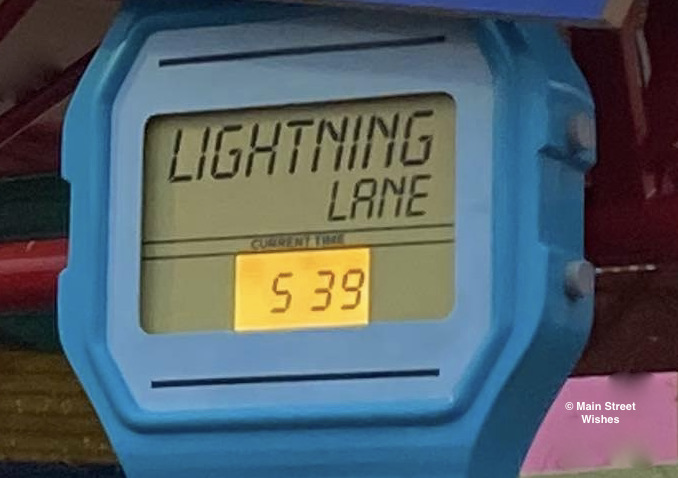 LIGHTNING
LANE
CURRENT TIME
5 39
© Main Street
Wishes